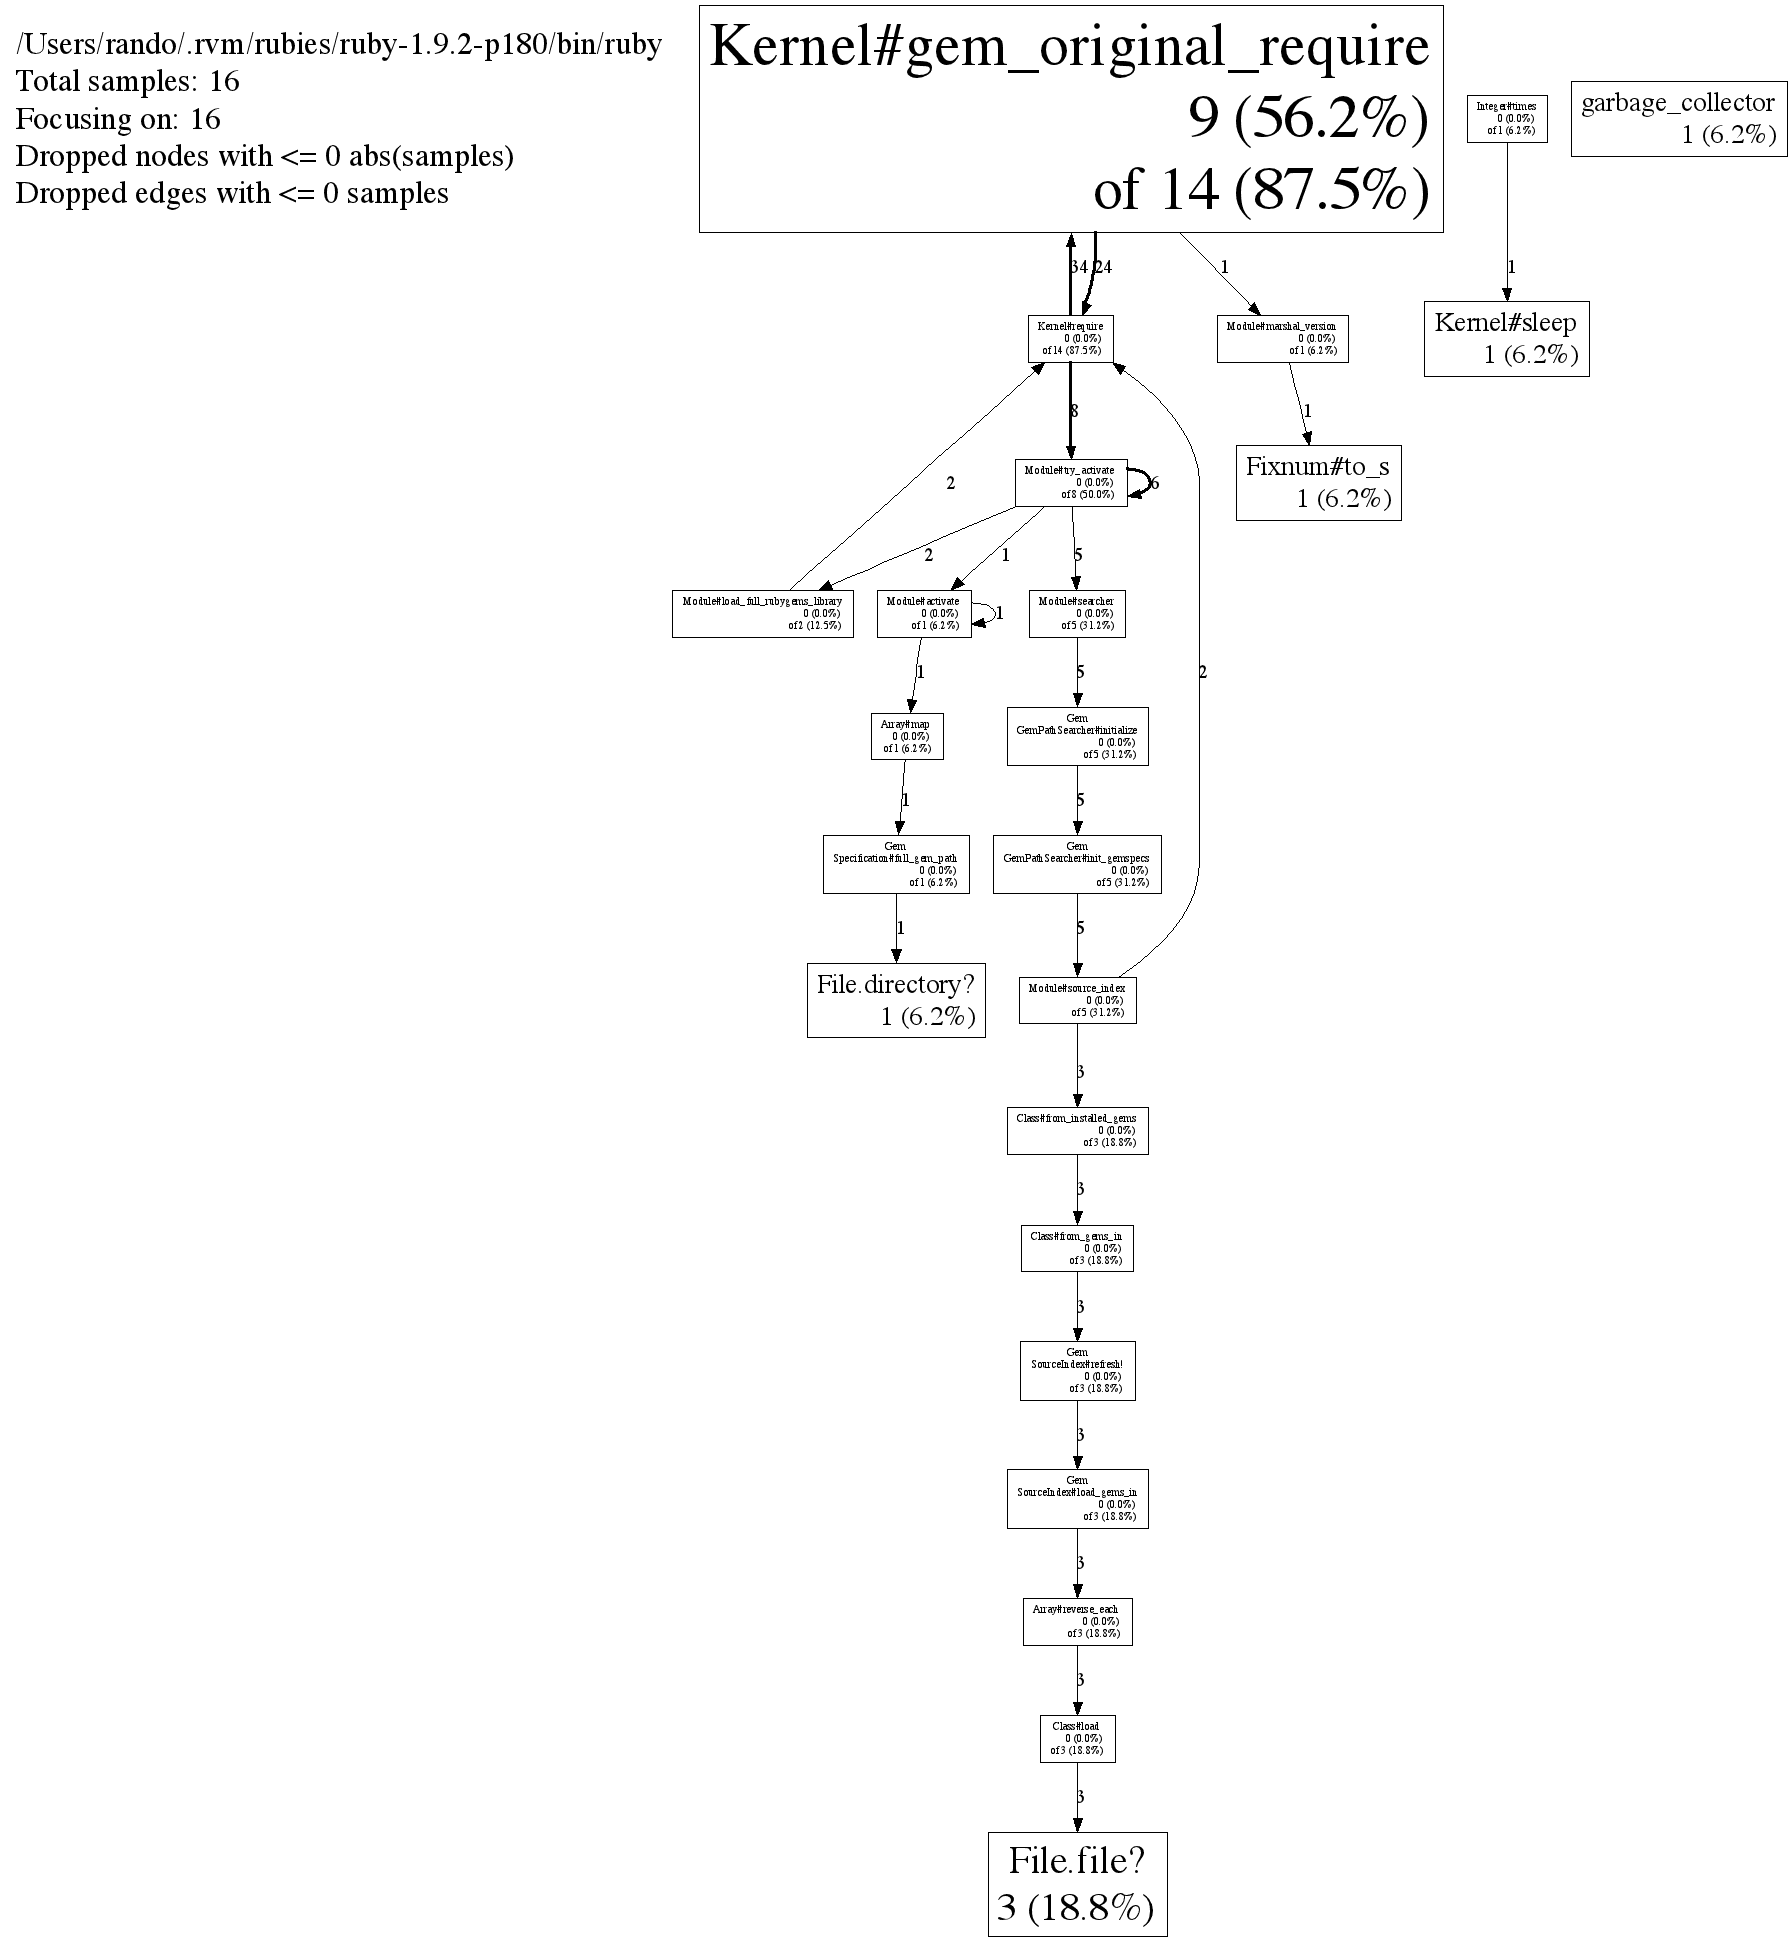 /Users/rando/.rvm/rubies/ruby-1.9.2-p180/bin/ruby
Total samples: 16
Focusing on: 16
Dropped nodes with <= 0 abs(samples)
Dropped edges with <= 0 samples
Kernel#gem_original_require
9 (56.2%)
of 14 (87.5%)
Integer#times
0 (0.0%)
of 1 (6.2%)
garbage_collector
1 (6.2%)
34
24
1
1
Kernel#require
0 (0.0%)
of 14 (87.5%)
Module#marshal_version
0 (0.0%)
of 1 (6.2%)
Kernel#sleep
1 (6.2%)
8
1
Module#try_activate
0 (0.0%)
of 8 (50.0%)
6
2
Fixnum#to_s
1 (6.2%)
2
1
5
Module#load_full_rubygems_library
0 (0.0%)
of 2 (12.5%)
Module#activate
0 (0.0%)
of 1 (6.2%)
1
Module#searcher
0 (0.0%)
of 5 (31.2%)
1
5
2
Array#map
0 (0.0%)
of 1 (6.2%)
Gem
GemPathSearcher#initialize
0 (0.0%)
of 5 (31.2%)
1
5
Gem
Specification#full_gem_path
0 (0.0%)
of 1 (6.2%)
Gem
GemPathSearcher#init_gemspecs
0 (0.0%)
of 5 (31.2%)
1
5
File.directory?
1 (6.2%)
Module#source_index
0 (0.0%)
of 5 (31.2%)
3
Class#from_installed_gems
0 (0.0%)
of 3 (18.8%)
3
Class#from_gems_in
0 (0.0%)
of 3 (18.8%)
3
Gem
SourceIndex#refresh!
0 (0.0%)
of 3 (18.8%)
3
Gem
SourceIndex#load_gems_in
0 (0.0%)
of 3 (18.8%)
3
Array#reverse_each
0 (0.0%)
of 3 (18.8%)
3
Class#load
0 (0.0%)
of 3 (18.8%)
3
File.file?
3 (18.8%)